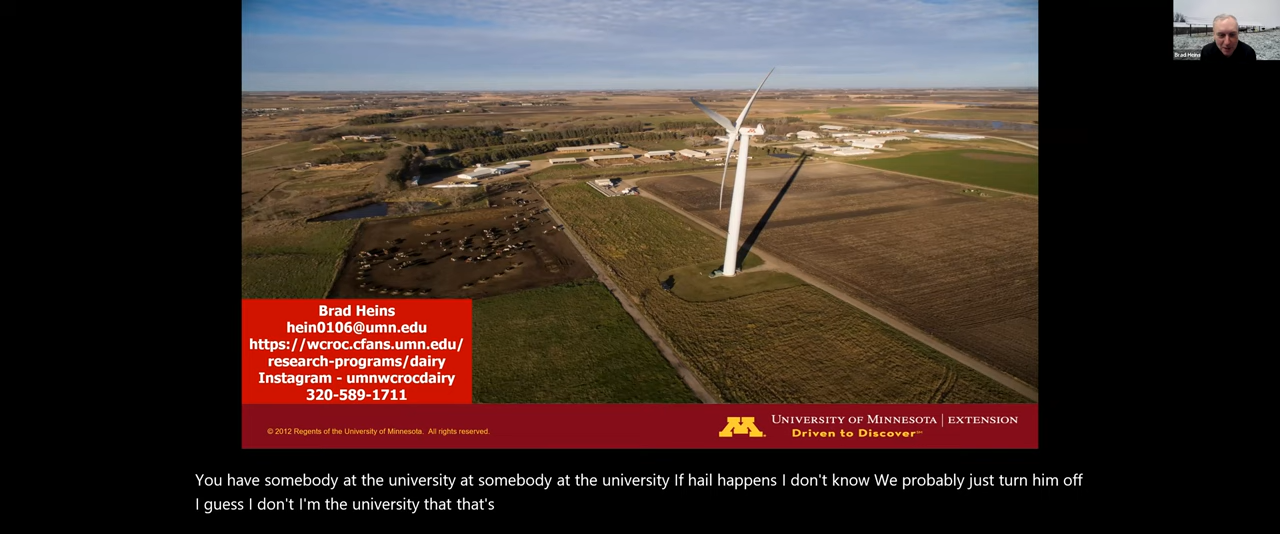 Brad Heins
Brad Heins
hein0106@umn.edu
https://wcroc.cfans.umn.edu/
research-programs/dairy
Instagram - umnwcrocdairy
320-589-1711
© 2012 Regents of the University of Minnesota. All rights reserved.
UNIVERSITY OF MINNESOTA | EXTENSION
Driven to Discover℠
You have somebody at the university at somebody at the university If hail happens I don't know We probably just turn him off
I guess I don't I'm the university that that's